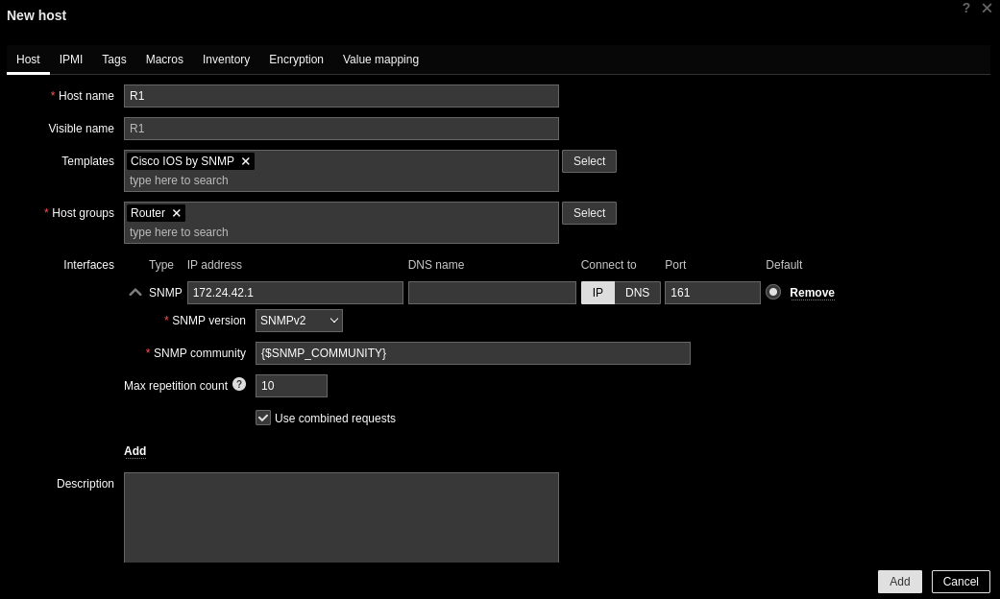 New host
? ✕
Host IPMI Tags Macros Inventory Encryption Value mapping
* Host name R1
Visible name R1
Templates Cisco IOS by SNMP ✕ Select
type here to search
* Host groups Router ✕ Select
type here to search
Interfaces Type IP address DNS name Connect to Port Default
SNMP 172.24.42.1 IP DNS 161 Remove
* SNMP version SNMPv2
* SNMP community {$SNMP_COMMUNITY}
Max repetition count ? 10
Use combined requests
Add
Description
Add Cancel